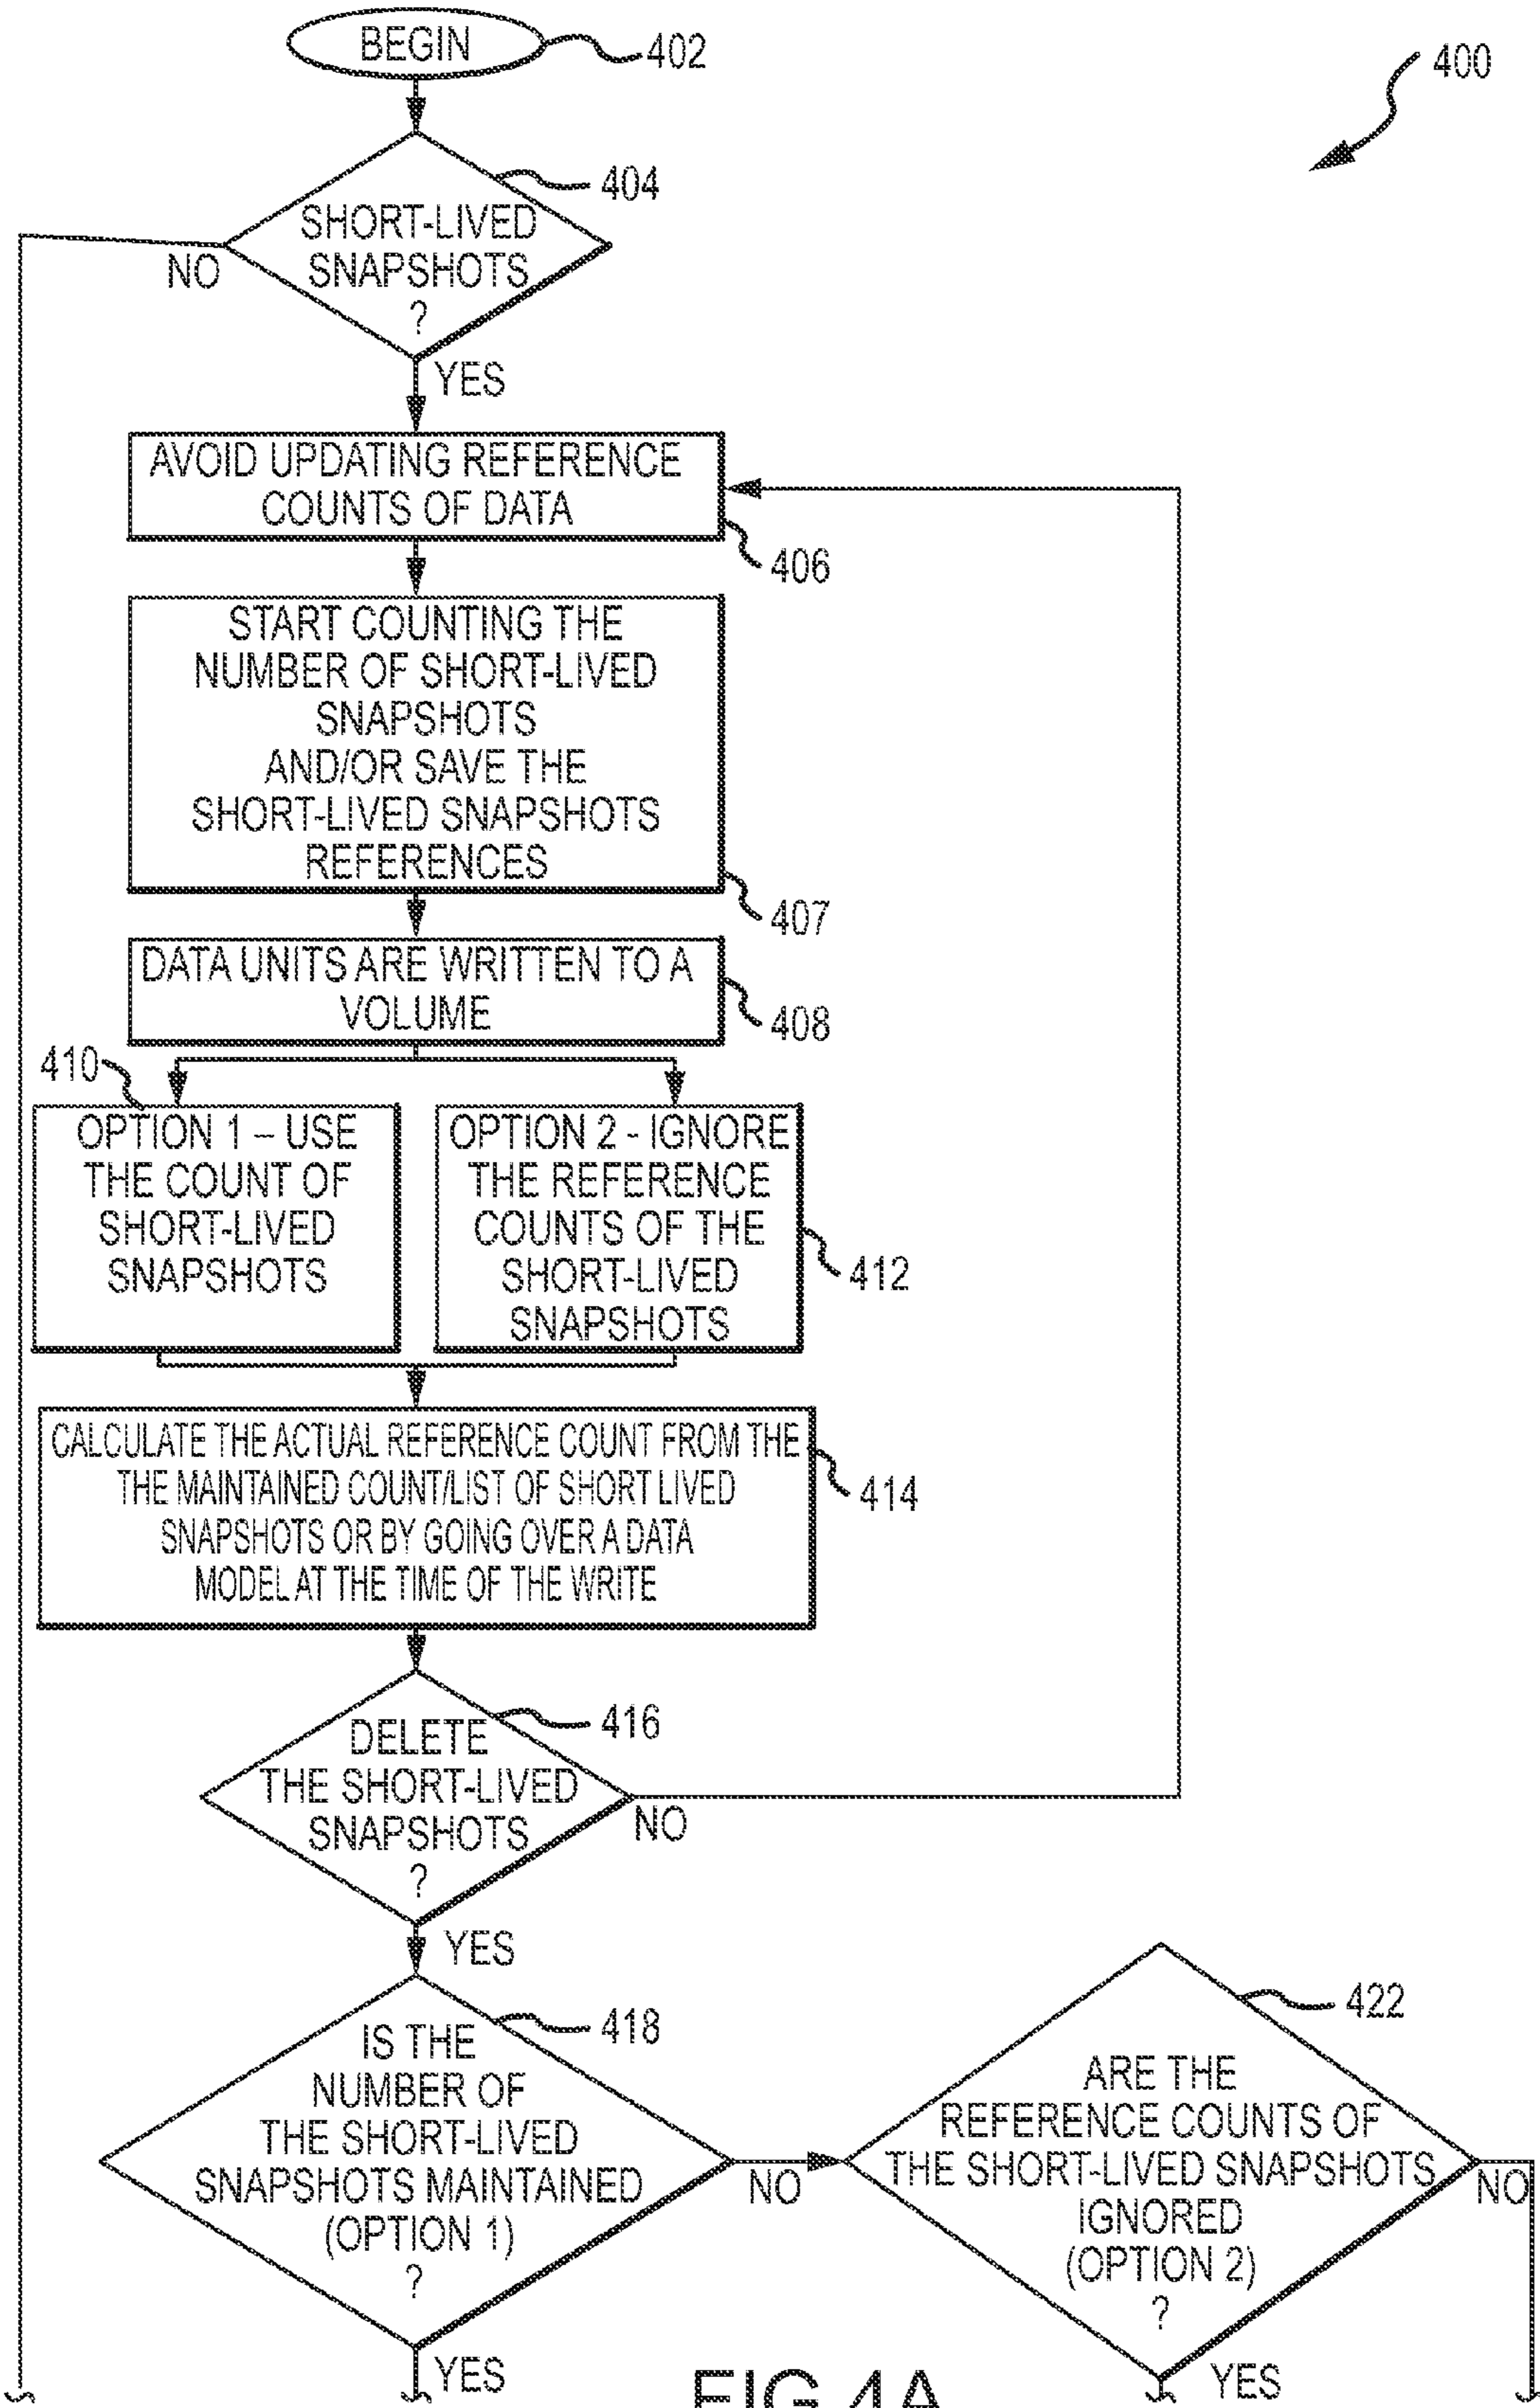 BEGIN
402
400
404
SHORT-LIVED
SNAPSHOTS
?
NO
YES
AVOID UPDATING REFERENCE
COUNTS OF DATA
406
START COUNTING THE
NUMBER OF SHORT-LIVED
SNAPSHOTS
AND/OR SAVE THE
SHORT-LIVED SNAPSHOTS
REFERENCES
407
DATA UNITS ARE WRITTEN TO A
VOLUME
408
410
OPTION 1 – USE
THE COUNT OF
SHORT-LIVED
SNAPSHOTS
OPTION 2 - IGNORE
THE REFERENCE
COUNTS OF THE
SHORT-LIVED
SNAPSHOTS
412
CALCULATE THE ACTUAL REFERENCE COUNT FROM THE
THE MAINTAINED COUNT/LIST OF SHORT LIVED
SNAPSHOTS OR BY GOING OVER A DATA
MODEL AT THE TIME OF THE WRITE
414
416
DELETE
THE SHORT-LIVED
SNAPSHOTS
?
NO
YES
418
IS THE
NUMBER OF
THE SHORT-LIVED
SNAPSHOTS MAINTAINED
(OPTION 1)
?
NO
YES
422
ARE THE
REFERENCE COUNTS OF
THE SHORT-LIVED SNAPSHOTS
IGNORED
(OPTION 2)
?
NO
YES
FIG.4A